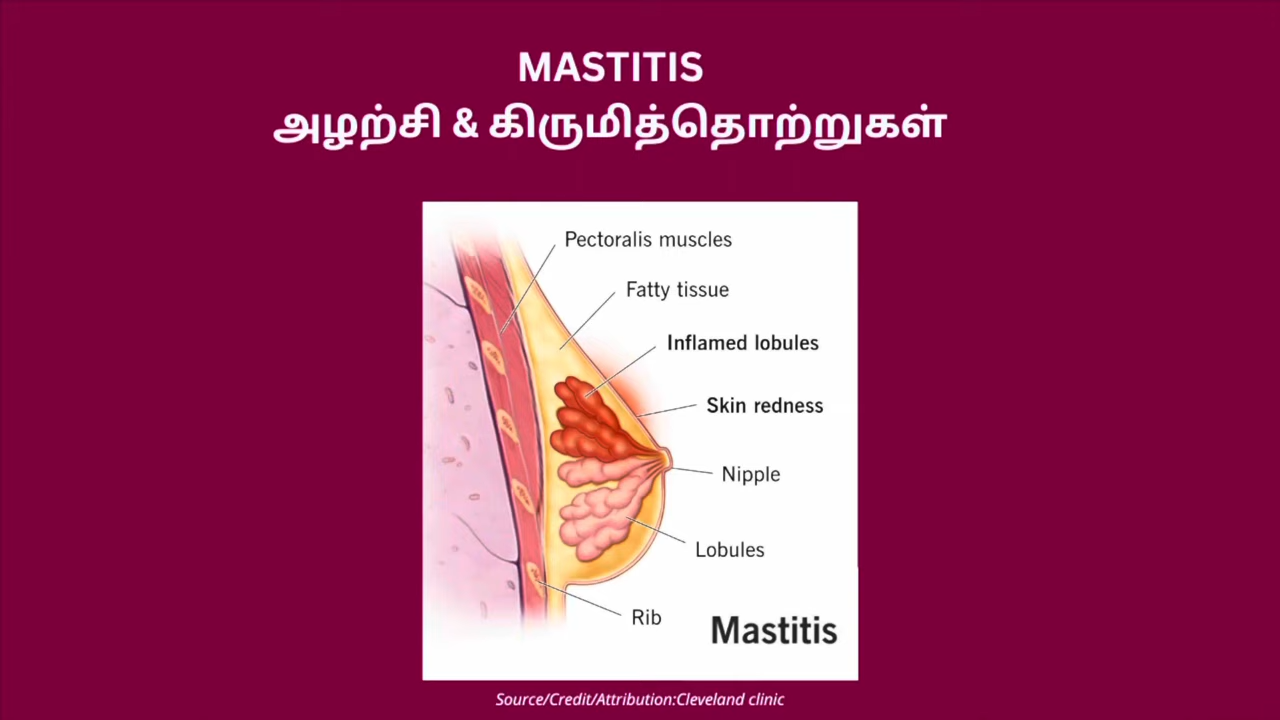 MASTITIS
அழற்சி & கிருமித்தொற்றுகள்
Pectoralis muscles
Fatty tissue
Inflamed lobules
Skin redness
Nipple
Lobules
Rib
Mastitis
Source/Credit/Attribution:Cleveland clinic